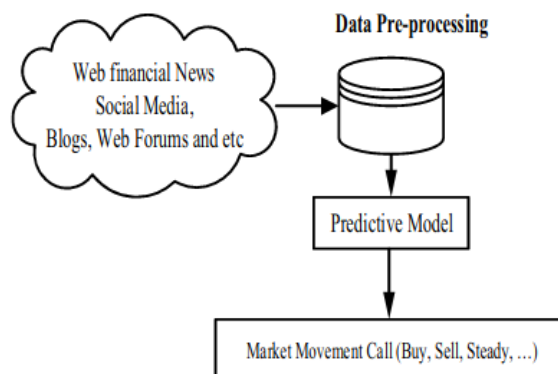 Data Pre-processing
Web financial News
Social Media,
Blogs, Web Forums and etc
Predictive Model
Market Movement Call (Buy, Sell, Steady, …)